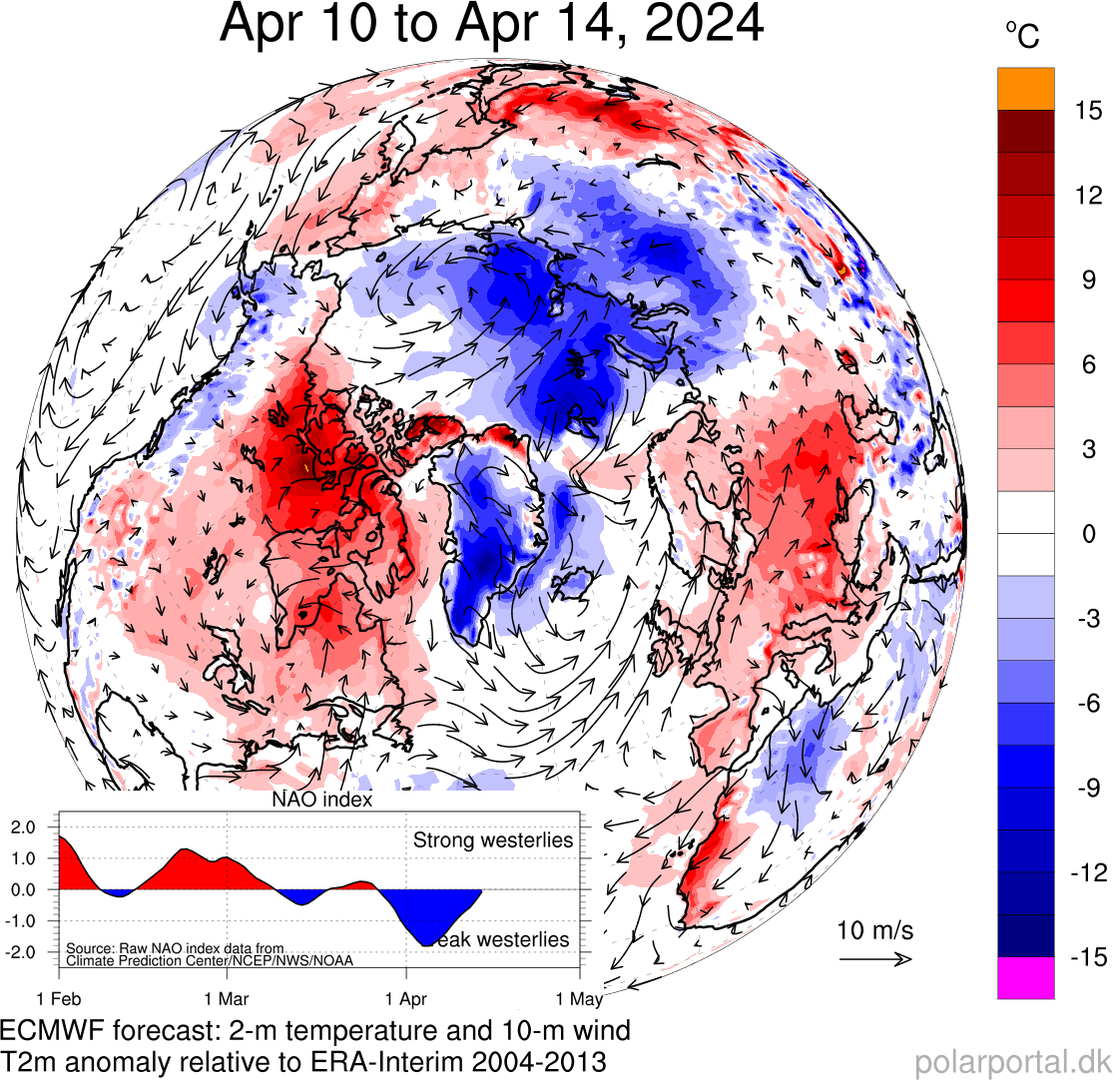 Apr 10 to Apr 14, 2024
°C
15
12
9
6
3
0
-3
-6
-9
-12
-15
10 m/s
NAO index
2.0
1.0
0.0
-1.0
-2.0
Strong westerlies
eak westerlies
Source: Raw NAO index data from
Climate Prediction Center/NCEP/NWS/NOAA
1 Feb
1 Mar
1 Apr
1 May
ECMWF forecast: 2-m temperature and 10-m wind
T2m anomaly relative to ERA-Interim 2004-2013
polarportal.dk